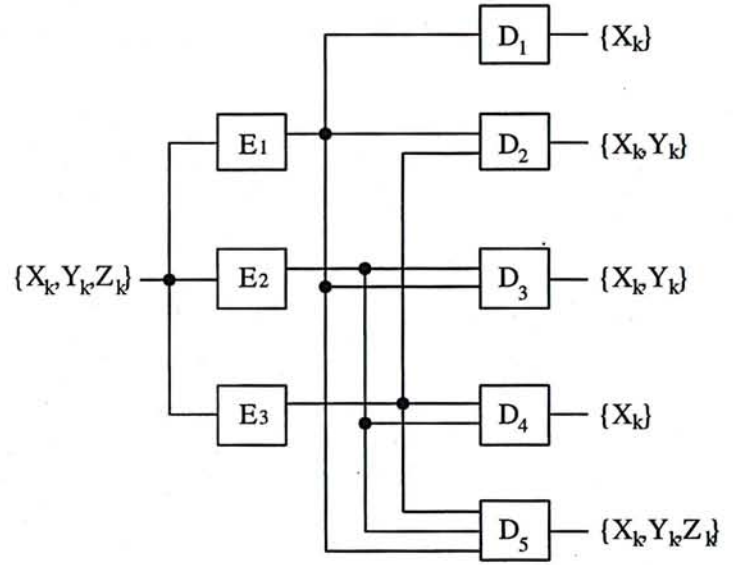 D₁ {Xₖ}
E₁ D₂ {Xₖ,Yₖ}
{Xₖ,Yₖ,Zₖ} E₂ D₃ {Xₖ,Yₖ}
E₃ D₄ {Xₖ}
D₅ {Xₖ,Yₖ,Zₖ}